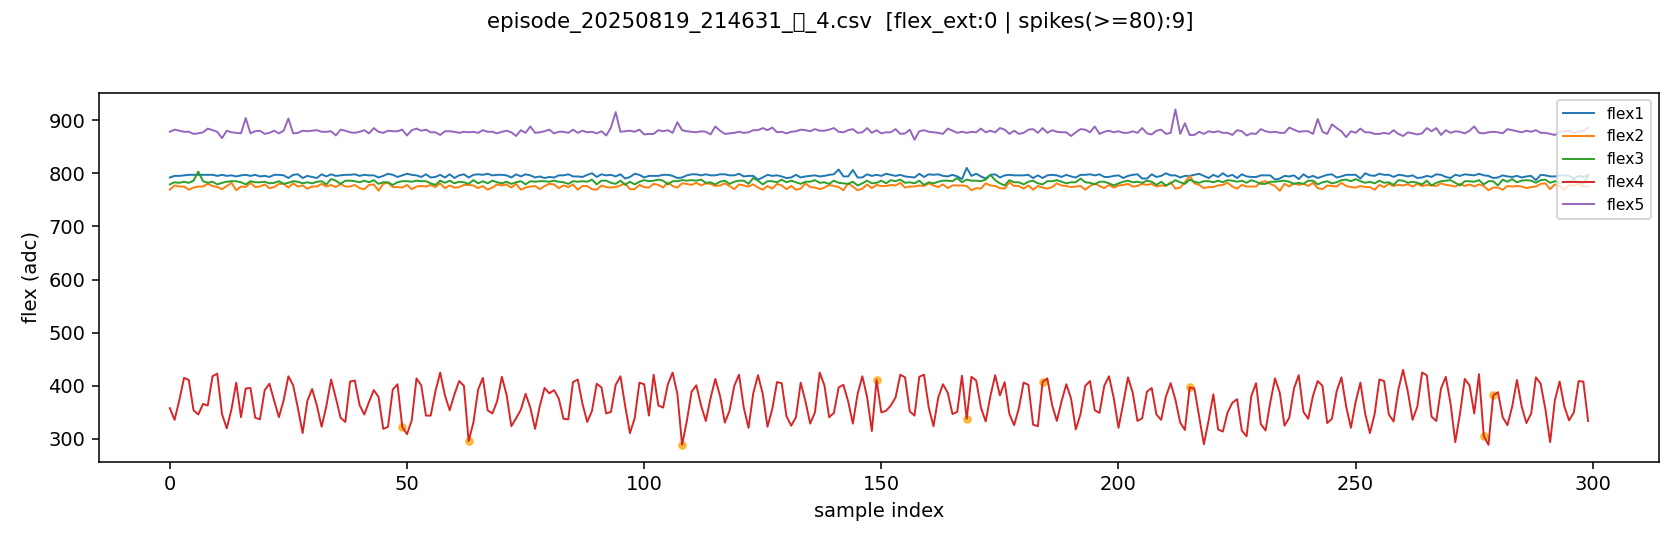 episode_20250819_214631_▯_4.csv  [flex_ext:0 | spikes(>=80):9]
flex (adc)
900
800
700
600
500
400
300
0
50
100
150
200
250
300
sample index
flex1
flex2
flex3
flex4
flex5